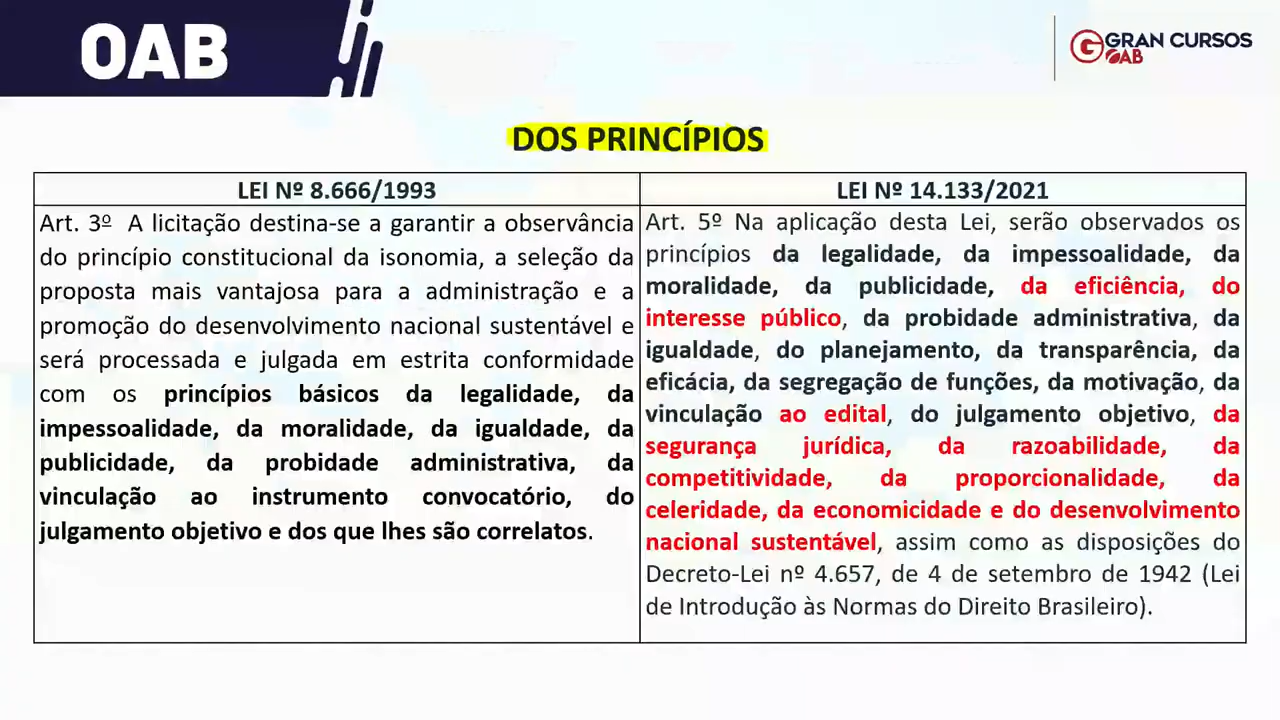 OAB
GRAN CURSOS
OAB
DOS PRINCÍPIOS
LEI Nº 8.666/1993
Art. 3º A licitação destina-se a garantir a observância
do princípio constitucional da isonomia, a seleção da
proposta mais vantajosa para a administração e a
promoção do desenvolvimento nacional sustentável e
será processada e julgada em estrita conformidade
com os princípios básicos da legalidade, da
impessoalidade, da moralidade, da igualdade, da
publicidade, da probidade administrativa, da
vinculação ao instrumento convocatório, do
julgamento objetivo e dos que lhes são correlatos.
LEI Nº 14.133/2021
Art. 5º Na aplicação desta Lei, serão observados os
princípios da legalidade, da impessoalidade, da
moralidade, da publicidade, da eficiência, do
interesse público, da probidade administrativa, da
igualdade, do planejamento, da transparência, da
eficácia, da segregação de funções, da motivação, da
vinculação ao edital, do julgamento objetivo, da
segurança jurídica, da razoabilidade, da
competitividade, da proporcionalidade, da
celeridade, da economicidade e do desenvolvimento
nacional sustentável, assim como as disposições do
Decreto-Lei nº 4.657, de 4 de setembro de 1942 (Lei
de Introdução às Normas do Direito Brasileiro).